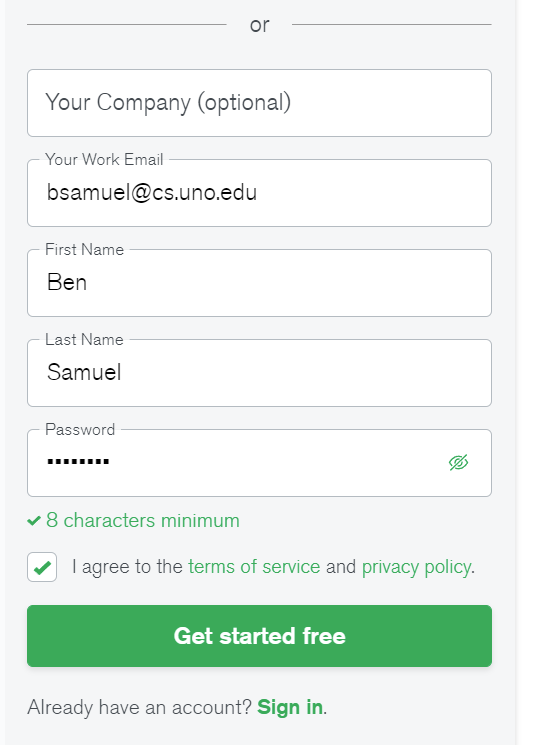 or
Your Company (optional)
Your Work Email
bsamuel@cs.uno.edu
First Name
Ben
Last Name
Samuel
Password
••••••••
8 characters minimum
I agree to the terms of service and privacy policy.
Get started free
Already have an account? Sign in.